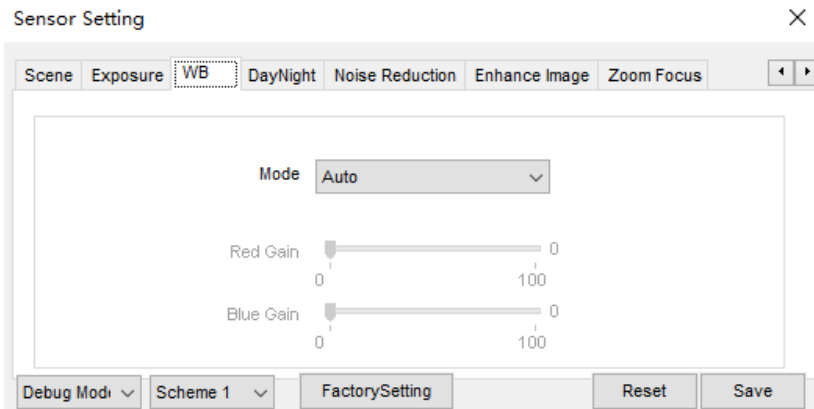 Sensor Setting
Scene Exposure WB DayNight Noise Reduction Enhance Image Zoom Focus
Mode Auto
Red Gain 0
0 100
Blue Gain 0
0 100
Debug Mod Scheme 1 FactorySetting Reset Save